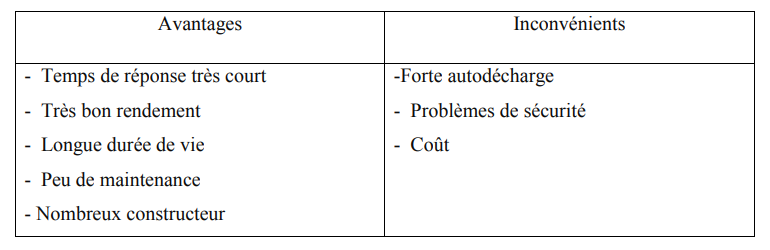 Avantages
Inconvénients
- Temps de réponse très court
- Très bon rendement
- Longue durée de vie
- Peu de maintenance
- Nombreux constructeur
-Forte autodécharge
- Problèmes de sécurité
- Coût